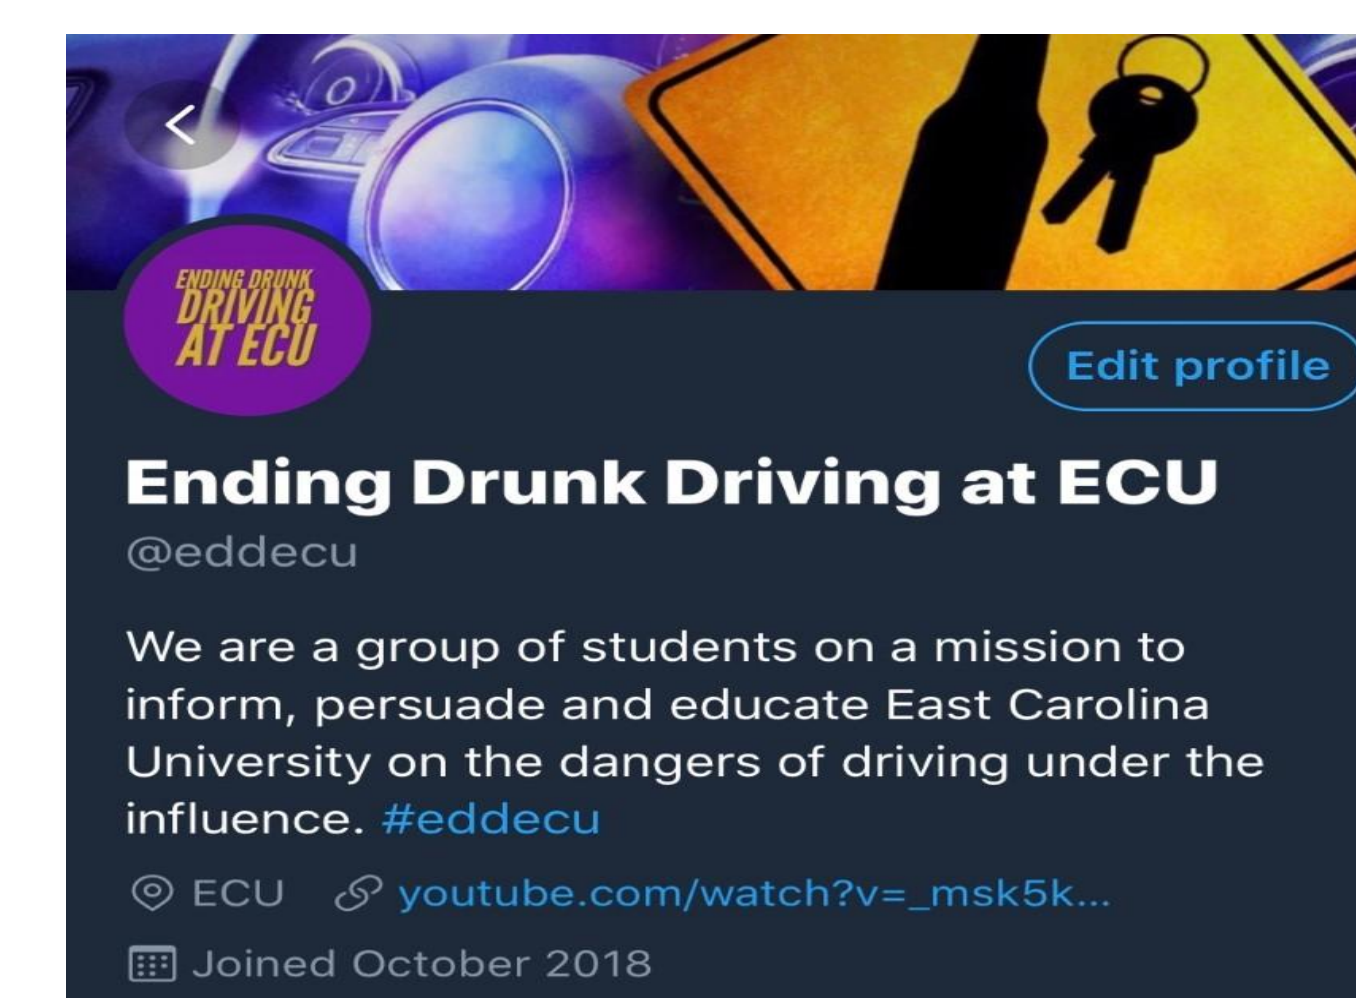 ENDING DRUNK
DRIVING
AT ECU
Edit profile
Ending Drunk Driving at ECU
@eddecu
We are a group of students on a mission to
inform, persuade and educate East Carolina
University on the dangers of driving under the
influence. #eddecu
ECU youtube.com/watch?v=_msk5k...
Joined October 2018